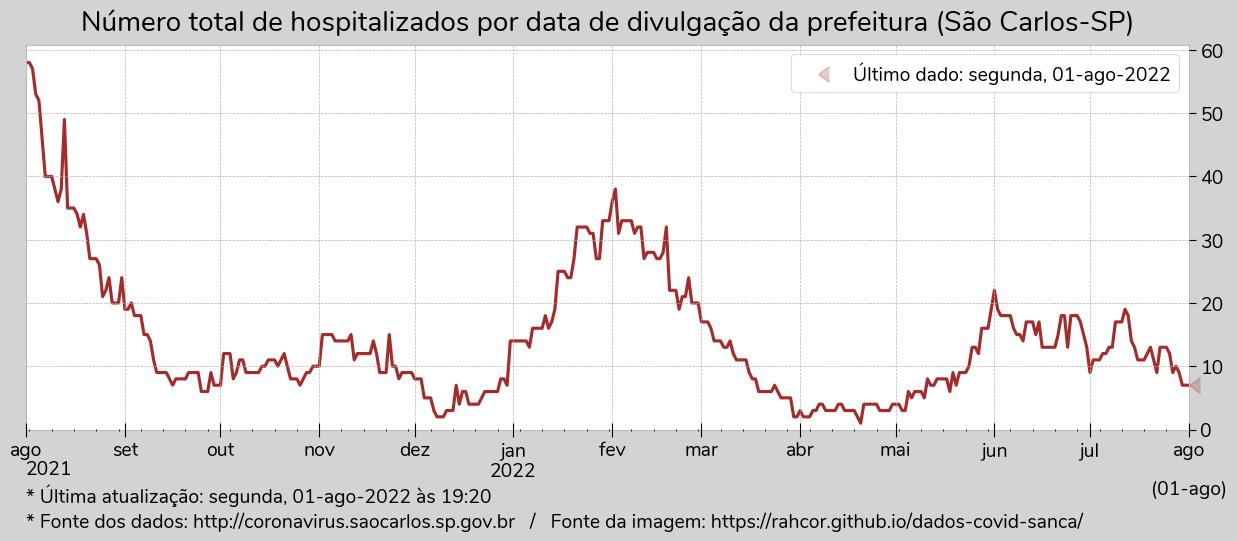 Número total de hospitalizados por data de divulgação da prefeitura (São Carlos-SP)
Último dado: segunda, 01-ago-2022
60
50
40
30
20
10
0
ago set out nov dez jan fev mar abr mai jun jul ago
2021 2022
(01-ago)
* Última atualização: segunda, 01-ago-2022 às 19:20
* Fonte dos dados: http://coronavirus.saocarlos.sp.gov.br / Fonte da imagem: https://rahcor.github.io/dados-covid-sanca/